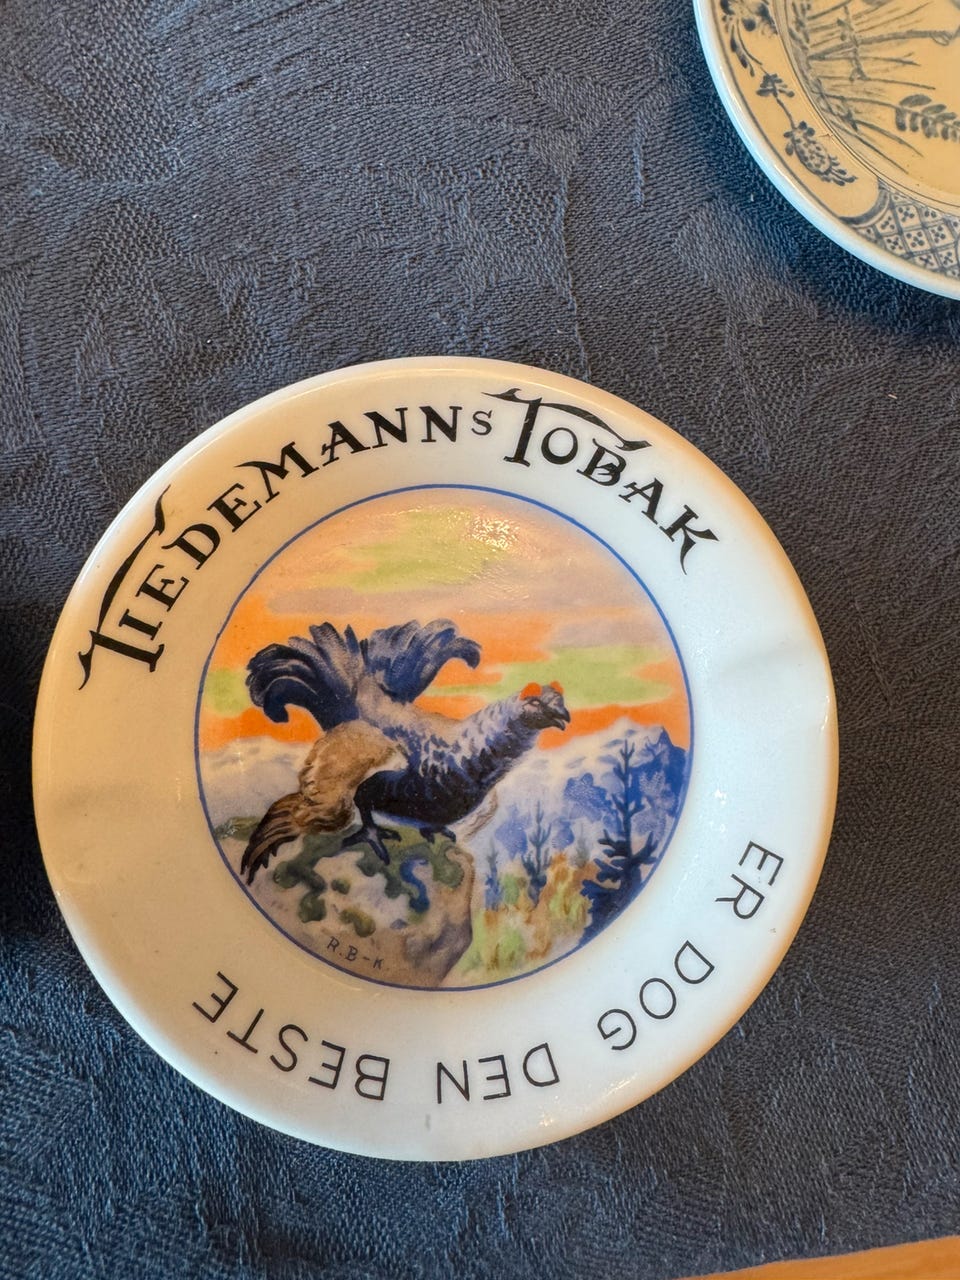 TIEDEMANNS TOBAK
ER DOG DEN BESTE
R.B-K.